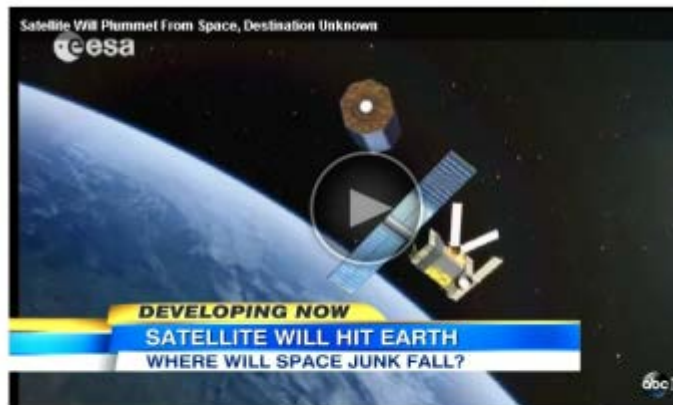 Satellite Will Plummet From Space, Destination Unknown
esa
DEVELOPING NOW
SATELLITE WILL HIT EARTH
WHERE WILL SPACE JUNK FALL?
abc